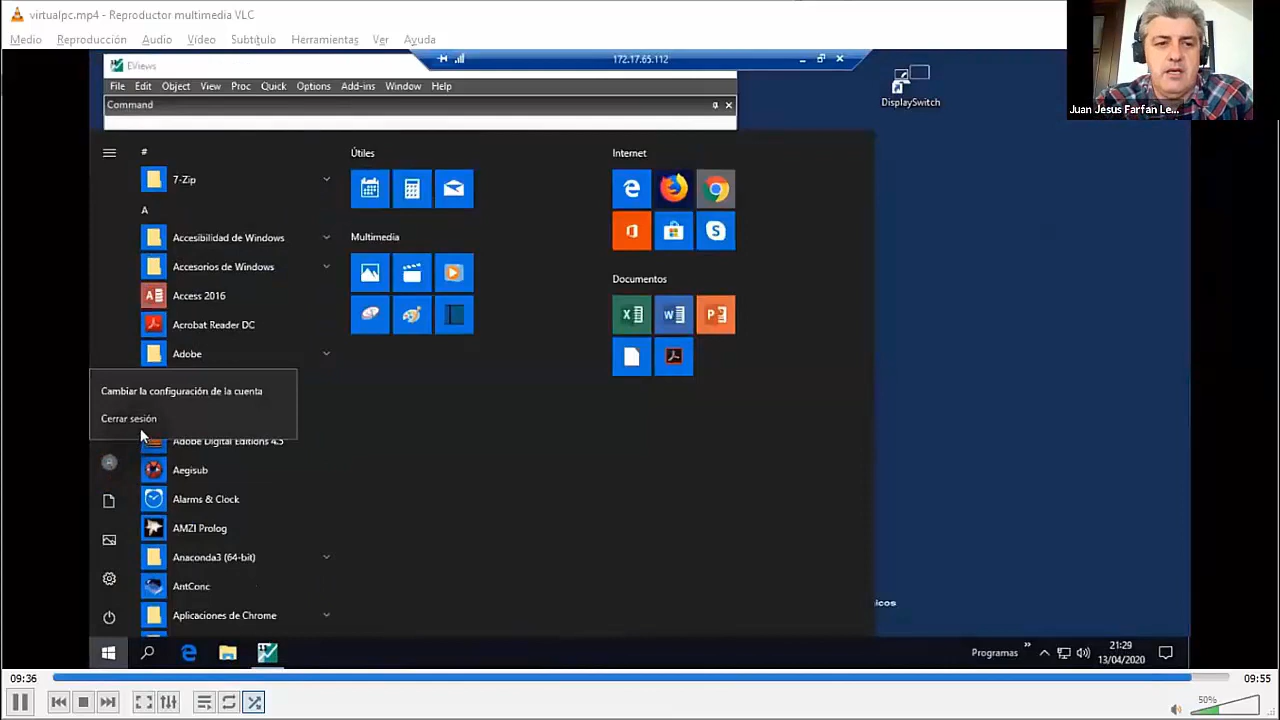 virtualpc.mp4 - Reproductor multimedia VLC
Medio Reproducción Audio Vídeo Subtítulo Herramientas Ver Ayuda
Juan Jesus Farfan Le...
172.17.65.112
EViews
File Edit Object View Proc Quick Options Add-ins Window Help
Command
DisplaySwitch
#
7-Zip
A
Accesibilidad de Windows
Accesorios de Windows
Access 2016
Acrobat Reader DC
Adobe
Cambiar la configuración de la cuenta
Cerrar sesión
Adobe Digital Editions 4.5
Aegisub
Alarms & Clock
AMZI Prolog
Anaconda3 (64-bit)
AntConc
Aplicaciones de Chrome
Útiles
Multimedia
Internet
Documentos
icos
Programas
21:29
13/04/2020
09:36
09:55
50%